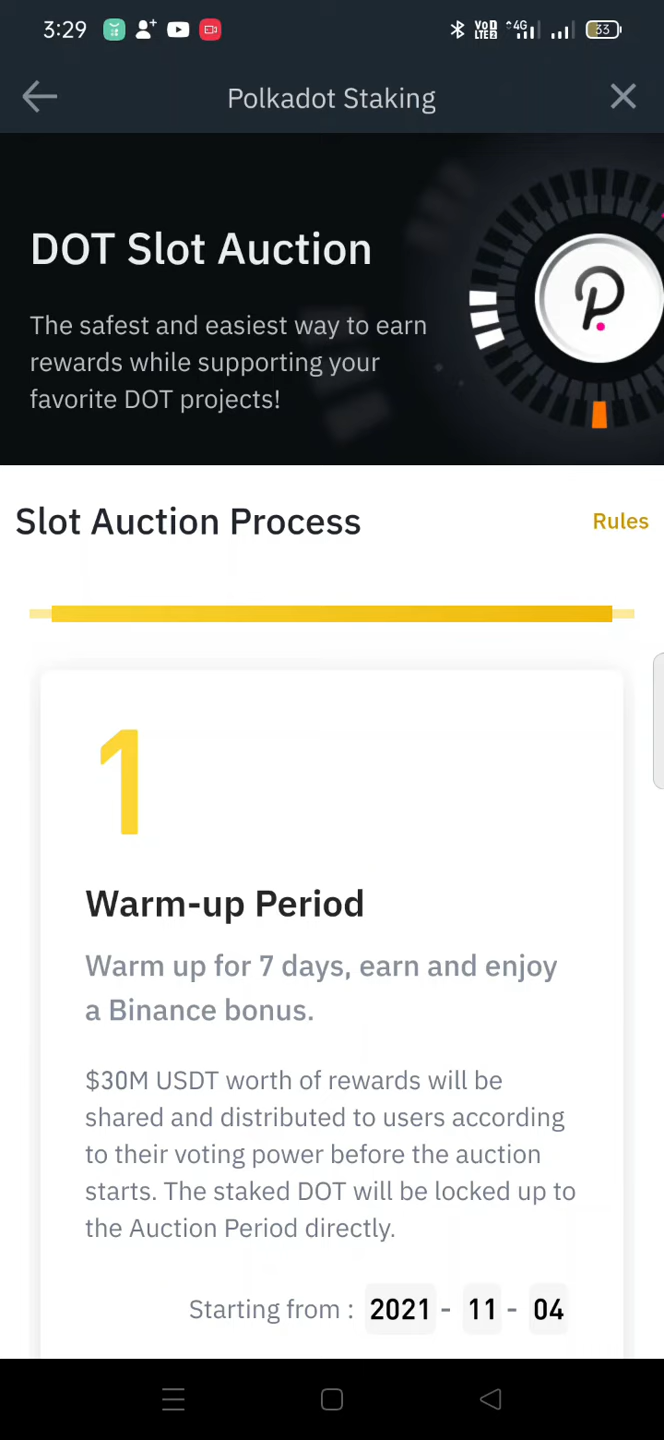 3:29
VoD
LTE2
4G
33
Polkadot Staking
DOT Slot Auction
The safest and easiest way to earn
rewards while supporting your
favorite DOT projects!
Slot Auction Process
Rules
1
Warm-up Period
Warm up for 7 days, earn and enjoy
a Binance bonus.
$30M USDT worth of rewards will be
shared and distributed to users according
to their voting power before the auction
starts. The staked DOT will be locked up to
the Auction Period directly.
Starting from : 2021 - 11 - 04